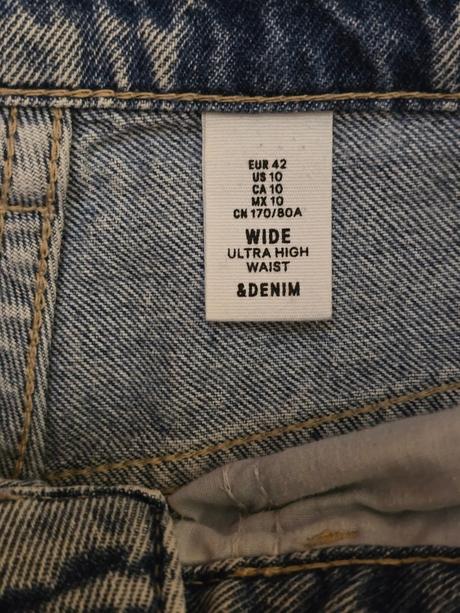 EUR 42
US 10
CA 10
MX 10
CN 170/80A
WIDE
ULTRA HIGH
WAIST
&DENIM